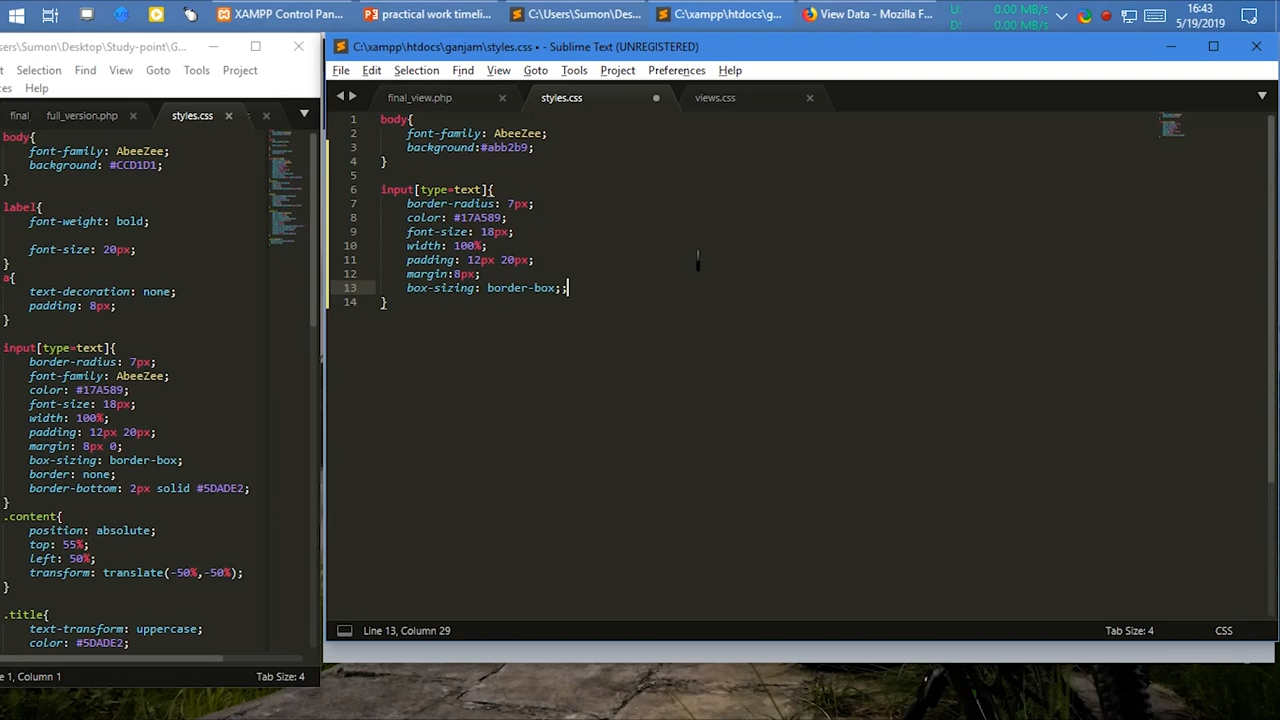 XAMPP Control Pan...
practical work timeli...
C:\Users\Sumon\Des...
C:\xampp\htdocs\g...
View Data - Mozilla F...
U: 0.00 MB/s
D: 0.00 MB/s
16:43
5/19/2019
ers\Sumon\Desktop\Study-point\G...
t Selection Find View Goto Tools Project
ces Help
final full_version.php styles.css
body{
font-family: AbeeZee;
background: #CCD1D1;
}
label{
font-weight: bold;
font-size: 20px;
}
a{
text-decoration: none;
padding: 8px;
}
input[type=text]{
border-radius: 7px;
font-family: AbeeZee;
color: #17A589;
font-size: 18px;
width: 100%;
padding: 12px 20px;
margin: 8px 0;
box-sizing: border-box;
border: none;
border-bottom: 2px solid #5DADE2;
}
.content{
position: absolute;
top: 55%;
left: 50%;
transform: translate(-50%,-50%);
}
.title{
text-transform: uppercase;
color: #5DADE2;
e 1, Column 1 Tab Size: 4
C:\xampp\htdocs\ganjam\styles.css • - Sublime Text (UNREGISTERED)
File Edit Selection Find View Goto Tools Project Preferences Help
final_view.php styles.css views.css
1 body{
2 font-family: AbeeZee;
3 background:#abb2b9;
4 }
5
6 input[type=text]{
7 border-radius: 7px;
8 color: #17A589;
9 font-size: 18px;
10 width: 100%;
11 padding: 12px 20px;
12 margin:8px;
13 box-sizing: border-box;;
14 }
Line 13, Column 29 Tab Size: 4 CSS